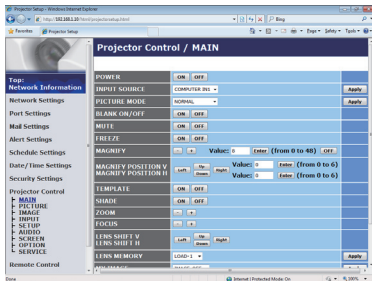 Projector Setup - Windows Internet Explorer
http://192.168.1.10/html/projectorsetup.html
Bing
Favorites Projector Setup
Page Safety Tools
Projector Control / MAIN
Top:
Network Information
Network Settings
Port Settings
Mail Settings
Alert Settings
Schedule Settings
Date/Time Settings
Security Settings
Projector Control
MAIN
PICTURE
IMAGE
INPUT
SETUP
AUDIO
SCREEN
OPTION
SERVICE
Remote Control
POWER ON OFF
INPUT SOURCE COMPUTER IN1 Apply
PICTURE MODE NORMAL Apply
BLANK ON/OFF ON OFF
MUTE ON OFF
FREEZE ON OFF
MAGNIFY - + Value: 0 Enter (from 0 to 48) OFF
MAGNIFY POSITION V
MAGNIFY POSITION H
Left Up Down Right
Value: 0 Enter (from 0 to 6)
Value: 0 Enter (from 0 to 6)
TEMPLATE ON OFF
SHADE ON OFF
ZOOM - +
FOCUS - +
LENS SHIFT V
LENS SHIFT H
Left Up Down Right
LENS MEMORY LOAD-1 Apply
Done
Internet | Protected Mode: On
100%